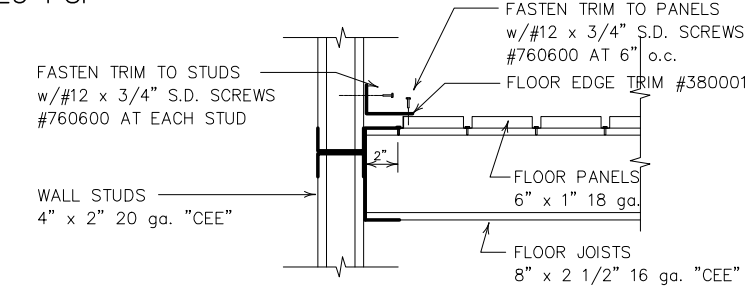 FASTEN TRIM TO PANELS
w/#12 x 3/4" S.D. SCREWS
#760600 AT 6" o.c.
FASTEN TRIM TO STUDS
w/#12 x 3/4" S.D. SCREWS
#760600 AT EACH STUD
FLOOR EDGE TRIM #380001
2"
FLOOR PANELS
6" x 1" 18 ga.
WALL STUDS
4" x 2" 20 ga. "CEE"
FLOOR JOISTS
8" x 2 1/2" 16 ga. "CEE"